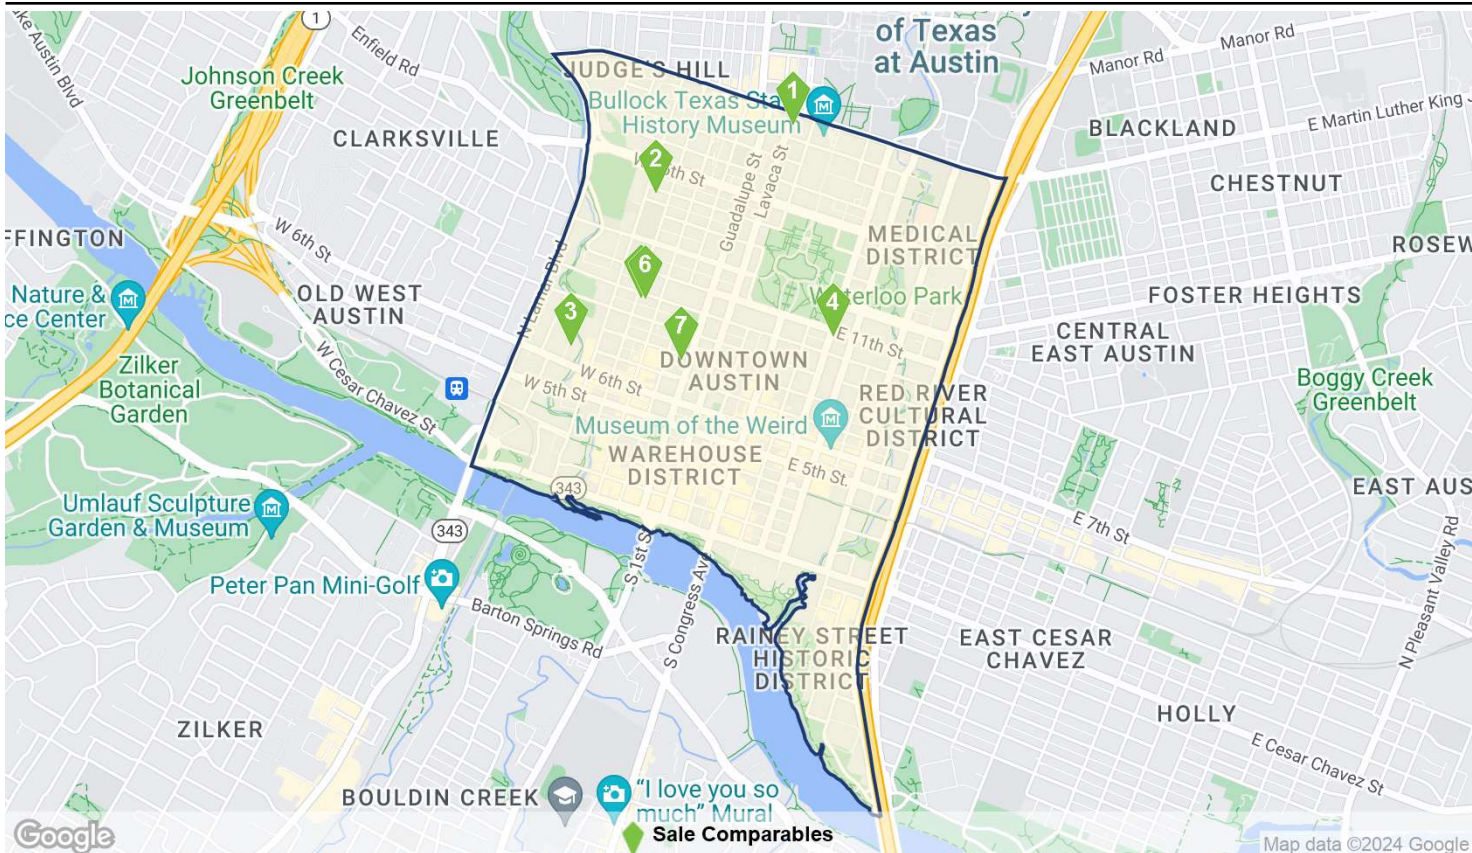 1
Enfield Rd
Johnson Creek
Greenbelt
CLARKSVILLE
JUDGE'S HILL
of Texas
at Austin
Manor Rd
Manor Rd
Bullock Texas Sta
History Museum
1
BLACKLAND
E Martin Luther King J
CHESTNUT
2
Guadalupe St
Lavaca St
MEDICAL
DISTRICT
ROSEW
FFINGTON
W 6th St
Nature &
ce Center
OLD WEST
AUSTIN
N Lamar Blvd
6
3
7
4
Waterloo Park
E 11th St
FOSTER HEIGHTS
CENTRAL
EAST AUSTIN
Zilker
Botanical
Garden
W Cesar Chavez St
W 6th St
W 5th St
DOWNTOWN
AUSTIN
RED RIVER
CULTURAL
DISTRICT
Boggy Creek
Greenbelt
Museum of the Weird
WAREHOUSE
DISTRICT
E 5th St.
Umlauf Sculpture
Garden & Museum
343
343
EAST AUS
E 7th St
N Pleasant Valley Rd
Peter Pan Mini-Golf
Barton Springs Rd
S 1st St
S Congress Ave
RAINEY STREET
HISTORIC
DISTRICT
EAST CESAR
CHAVEZ
ZILKER
HOLLY
E Cesar Chavez St
BOULDIN CREEK
"I love you so
much" Mural
Google
Sale Comparables
Map data ©2024 Google